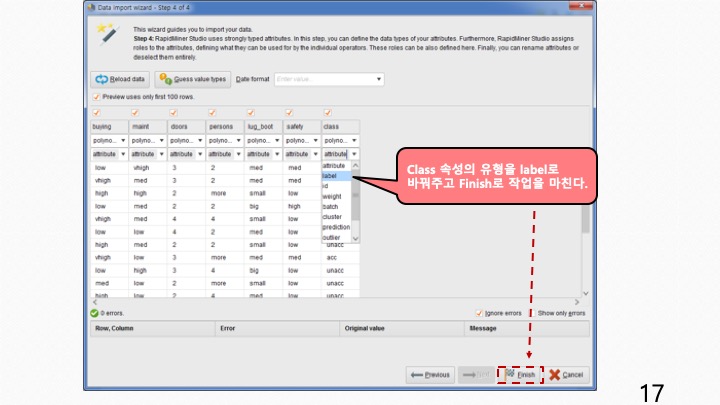 Data import wizard - Step 4 of 4
This wizard guides you to import your data.
Step 4: RapidMiner Studio uses strongly typed attributes. In this step, you can define the data types of your attributes. Furthermore, RapidMiner Studio assigns
roles to the attributes, defining what they can be used for by the individual operators. These roles can be also defined here. Finally, you can rename attributes or
deselect them entirely.
Reload data Guess value types Date format Enter value...
Preview uses only first 100 rows.
buying maint doors persons lug_boot safety class
polyno... polyno... polyno... polyno... polyno... polyno... polyno...
attribute attribute attribute attribute attribute attribute attribute
low vhigh 3 2 med med attribute
vhigh med 3 2 med med label
high high 2 more small low id
low med 2 2 big high weight
batch
vhigh med 4 4 small low cluster
low low 4 2 med low prediction
outlier
high med 2 2 small low unacc
vhigh low 3 more med med acc
low high 3 4 big low unacc
med low 2 more small low unacc
high low 2 4 med low unacc
Class 속성의 유형을 label로
바꿔주고 Finish로 작업을 마친다.
0 errors. Ignore errors Show only errors
Row, Column Error Original value Message
Previous Next Finish Cancel
17